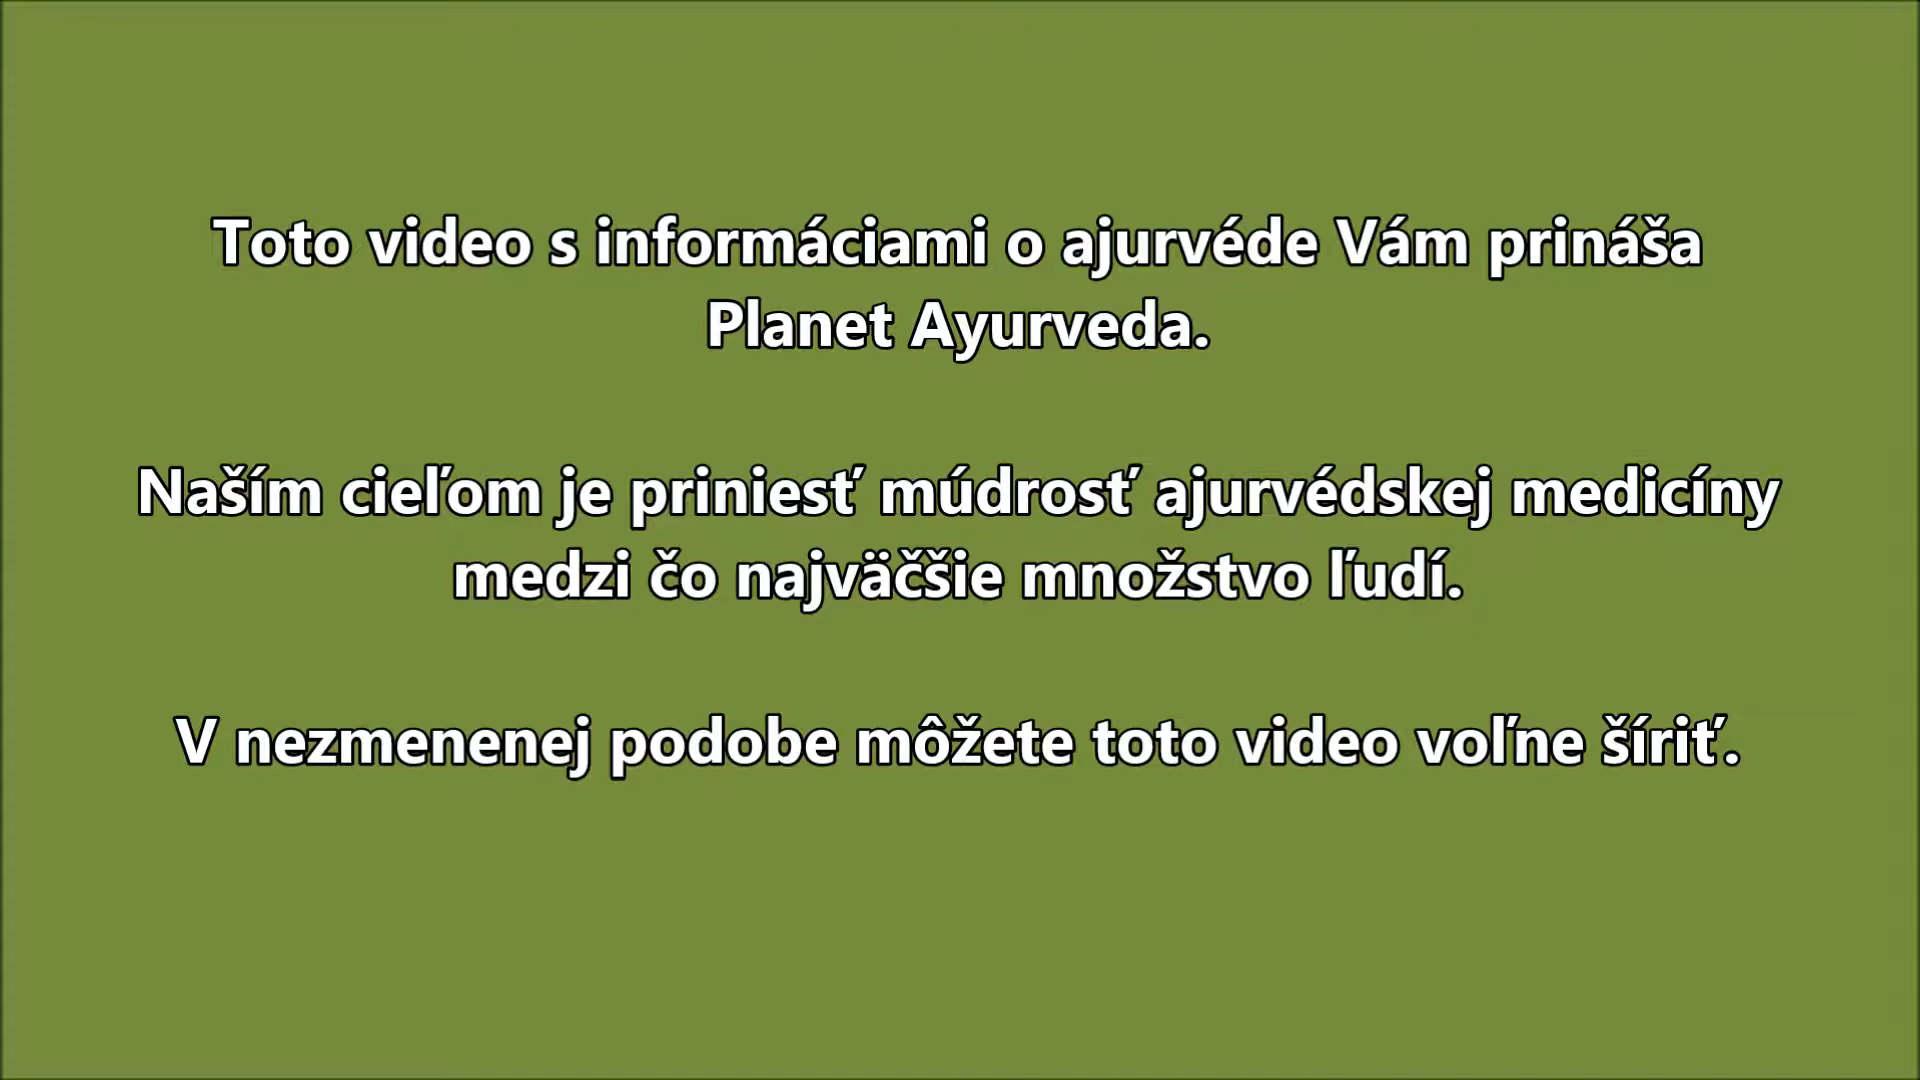 Toto video s informáciami o ajurvéde Vám prináša
Planet Ayurveda.
Naším cieľom je priniesť múdrosť ajurvédskej medicíny
medzi čo najväčšie množstvo ľudí.
V nezmenenej podobe môžete toto video voľne šíriť.